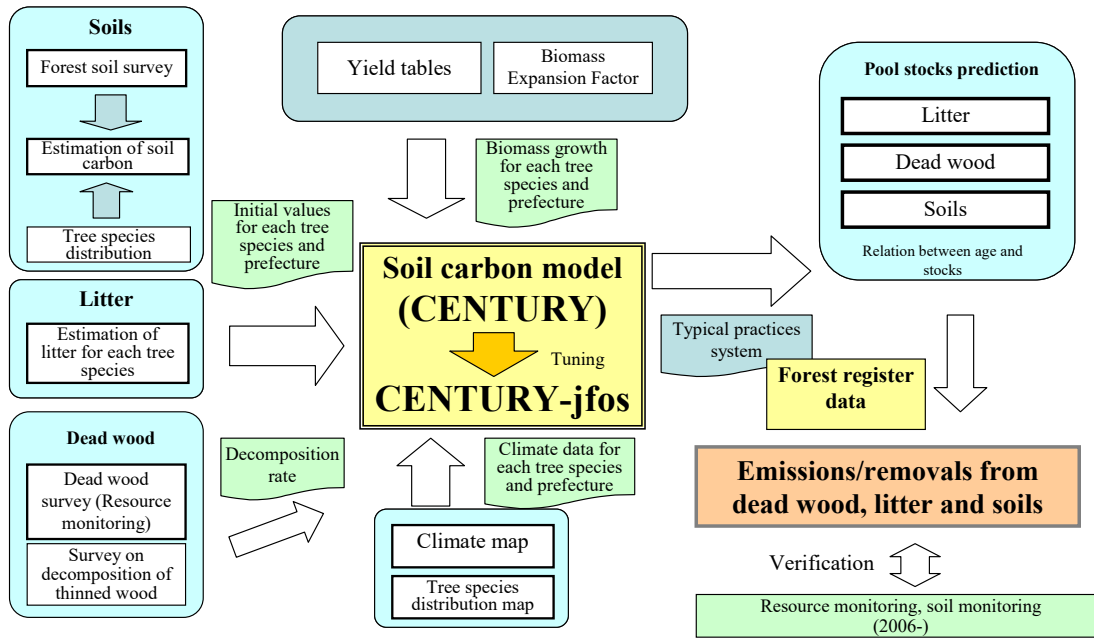 Soils
Forest soil survey
Estimation of soil
carbon
Tree species
distribution
Litter
Estimation of
litter for each tree
species
Dead wood
Dead wood
survey (Resource
monitoring)
Survey on
decomposition of
thinned wood
Yield tables
Biomass
Expansion Factor
Biomass growth
for each tree
species and
prefecture
Initial values
for each tree
species and
prefecture
Decomposition
rate
Soil carbon model
(CENTURY)
Tuning
CENTURY-jfos
Climate data for
each tree species
and prefecture
Climate map
Tree species
distribution map
Pool stocks prediction
Litter
Dead wood
Soils
Relation between age and
stocks
Typical practices
system
Forest register
data
Emissions/removals from
dead wood, litter and soils
Verification
Resource monitoring, soil monitoring
(2006-)